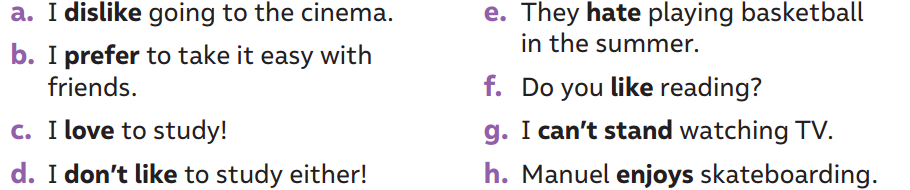 a. I dislike going to the cinema.
b. I prefer to take it easy with
friends.
c. I love to study!
d. I don’t like to study either!
e. They hate playing basketball
in the summer.
f. Do you like reading?
g. I can’t stand watching TV.
h. Manuel enjoys skateboarding.